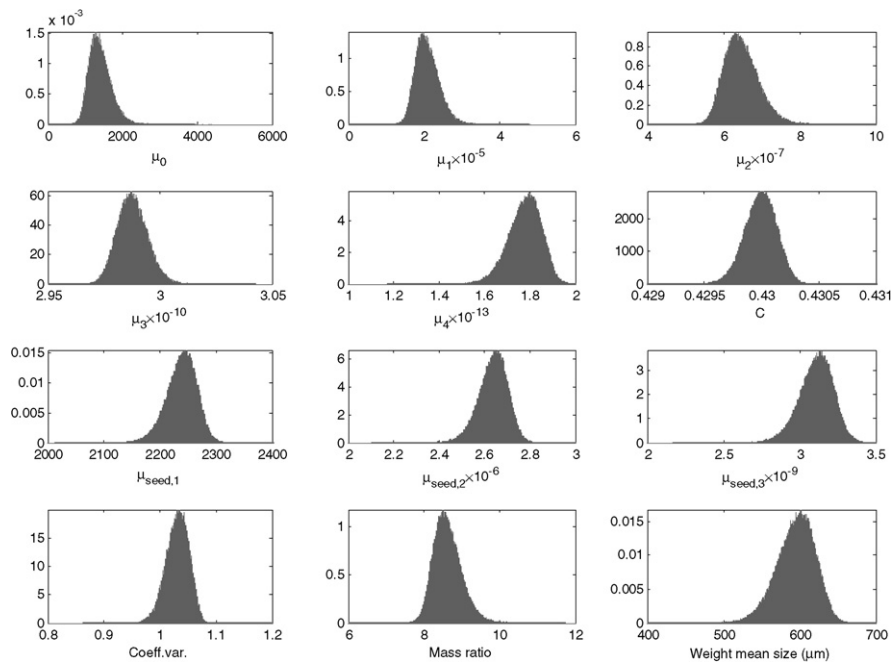 1.5 × 10⁻³
1
0.5
0
0 2000 4000 6000
μ₀
1
0.5
0
0 2 4 6
μ₁×10⁻⁵
0.8
0.6
0.4
0.2
0
4 6 8 10
μ₂×10⁻⁷
60
40
20
0
2.95 3 3.05
μ₃×10⁻¹⁰
4
2
0
1 1.2 1.4 1.6 1.8 2
μ₄×10⁻¹³
2000
1000
0
0.429 0.4295 0.43 0.4305 0.431
C
0.015
0.01
0.005
0
2000 2100 2200 2300 2400
μseed,1
6
4
2
0
2 2.2 2.4 2.6 2.8 3
μseed,2×10⁻⁶
3
2
1
0
2 2.5 3 3.5
μseed,3×10⁻⁹
15
10
5
0
0.8 0.9 1 1.1 1.2
Coeff.var.
1
0.5
0
6 8 10 12
Mass ratio
0.015
0.01
0.005
0
400 500 600 700
Weight mean size (μm)